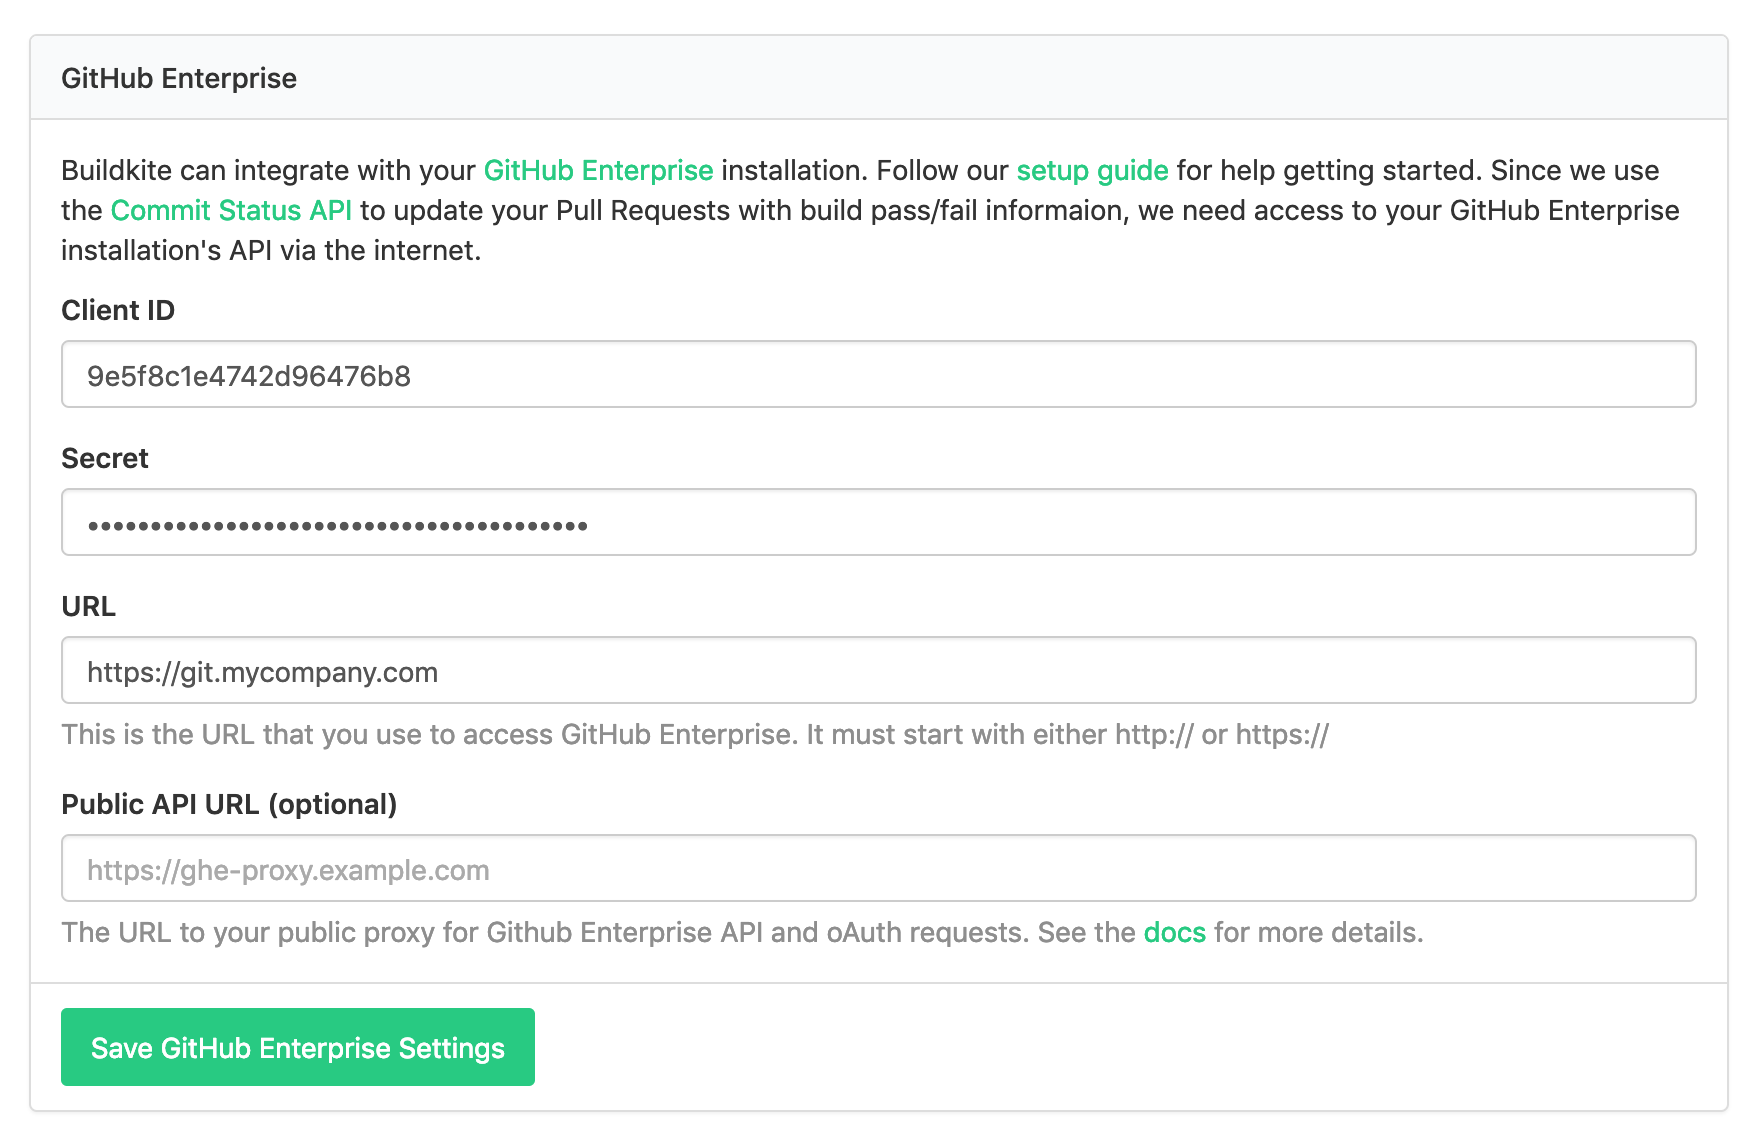 GitHub Enterprise
Buildkite can integrate with your GitHub Enterprise installation. Follow our setup guide for help getting started. Since we use
the Commit Status API to update your Pull Requests with build pass/fail informaion, we need access to your GitHub Enterprise
installation's API via the internet.
Client ID
9e5f8c1e4742d96476b8
Secret
••••••••••••••••••••••••••••••••••••••••
URL
https://git.mycompany.com
This is the URL that you use to access GitHub Enterprise. It must start with either http:// or https://
Public API URL (optional)
https://ghe-proxy.example.com
The URL to your public proxy for Github Enterprise API and oAuth requests. See the docs for more details.
Save GitHub Enterprise Settings